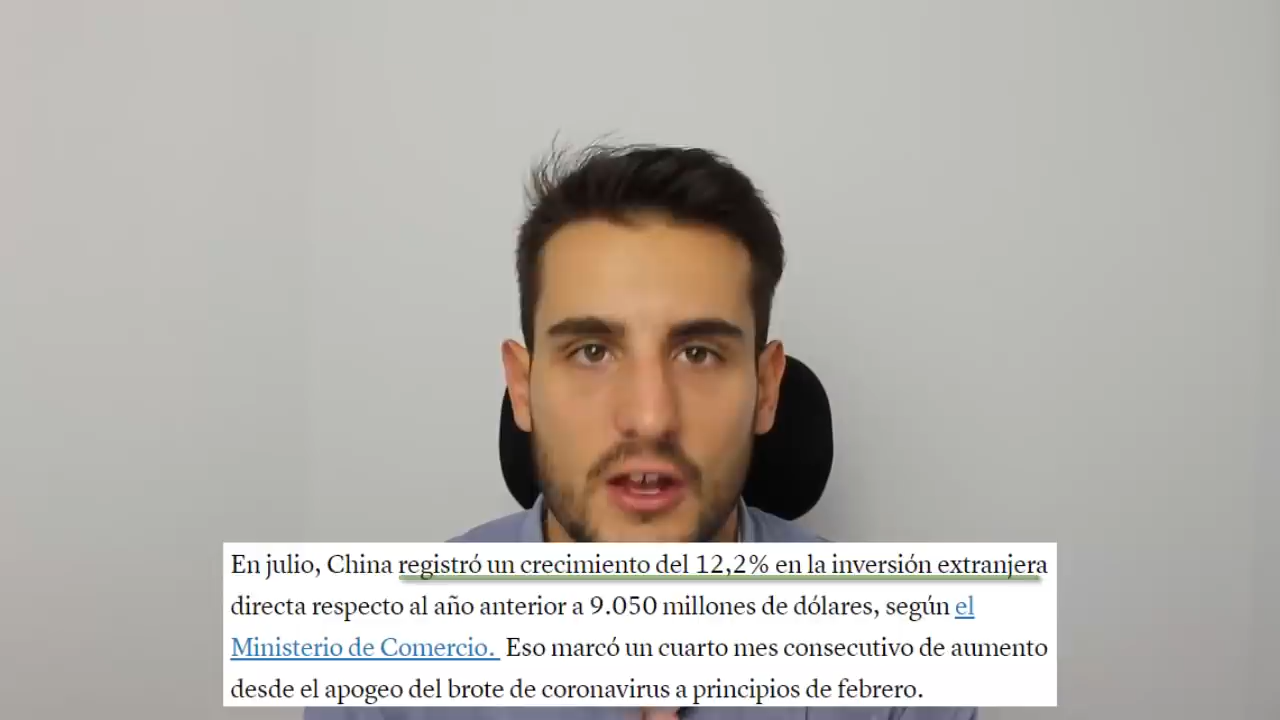 En julio, China registró un crecimiento del 12,2% en la inversión extranjera
directa respecto al año anterior a 9.050 millones de dólares, según el
Ministerio de Comercio. Eso marcó un cuarto mes consecutivo de aumento
desde el apogeo del brote de coronavirus a principios de febrero.